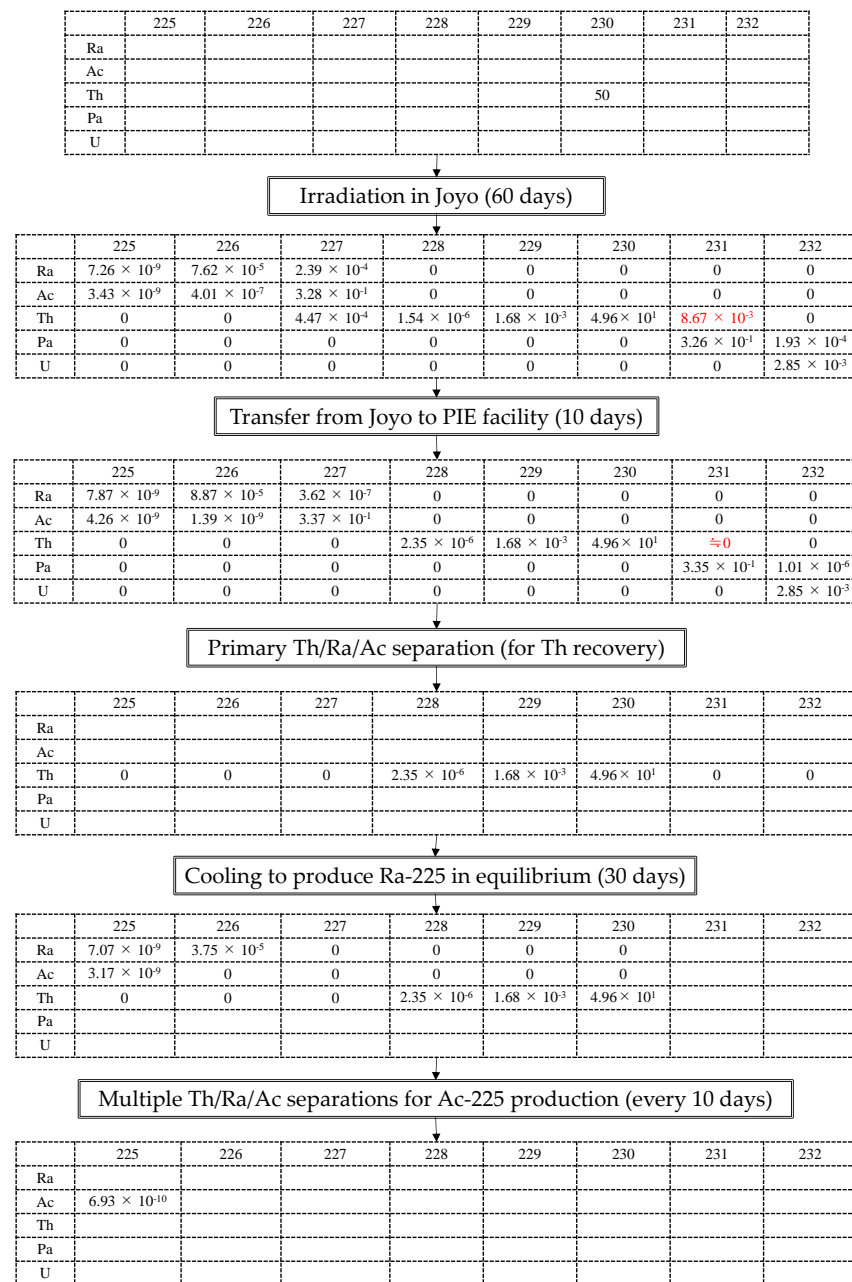 225 226 227 228 229 230 231 232
Ra
Ac
Th 50
Pa
U
Irradiation in Joyo (60 days)
225 226 227 228 229 230 231 232
Ra 7.26 × 10⁻⁹ 7.62 × 10⁻⁵ 2.39 × 10⁻⁴ 0 0 0 0 0
Ac 3.43 × 10⁻⁹ 4.01 × 10⁻⁷ 3.28 × 10⁻¹ 0 0 0 0 0
Th 0 0 4.47 × 10⁻⁴ 1.54 × 10⁻⁶ 1.68 × 10⁻³ 4.96 × 10¹ 8.67 × 10⁻³ 0
Pa 0 0 0 0 0 0 3.26 × 10⁻¹ 1.93 × 10⁻⁴
U 0 0 0 0 0 0 0 2.85 × 10⁻³
Transfer from Joyo to PIE facility (10 days)
225 226 227 228 229 230 231 232
Ra 7.87 × 10⁻⁹ 8.87 × 10⁻⁵ 3.62 × 10⁻⁷ 0 0 0 0 0
Ac 4.26 × 10⁻⁹ 1.39 × 10⁻⁹ 3.37 × 10⁻¹ 0 0 0 0 0
Th 0 0 0 2.35 × 10⁻⁶ 1.68 × 10⁻³ 4.96 × 10¹ ≒0 0
Pa 0 0 0 0 0 0 3.35 × 10⁻¹ 1.01 × 10⁻⁶
U 0 0 0 0 0 0 0 2.85 × 10⁻³
Primary Th/Ra/Ac separation (for Th recovery)
225 226 227 228 229 230 231 232
Ra
Ac
Th 0 0 0 2.35 × 10⁻⁶ 1.68 × 10⁻³ 4.96 × 10¹ 0 0
Pa
U
Cooling to produce Ra-225 in equilibrium (30 days)
225 226 227 228 229 230 231 232
Ra 7.07 × 10⁻⁹ 3.75 × 10⁻⁵ 0 0 0 0
Ac 3.17 × 10⁻⁹ 0 0 0 0 0
Th 0 0 0 2.35 × 10⁻⁶ 1.68 × 10⁻³ 4.96 × 10¹
Pa
U
Multiple Th/Ra/Ac separations for Ac-225 production (every 10 days)
225 226 227 228 229 230 231 232
Ra
Ac 6.93 × 10⁻¹⁰
Th
Pa
U